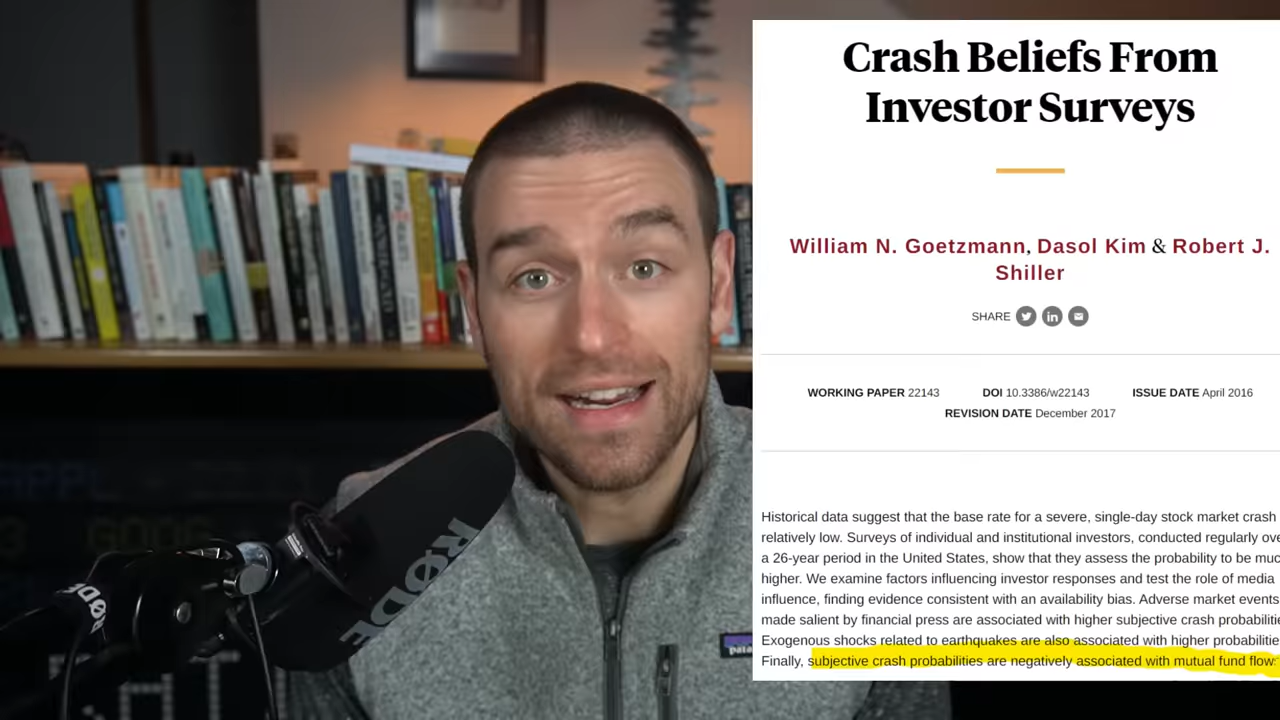 Crash Beliefs From
Investor Surveys
William N. Goetzmann, Dasol Kim & Robert J.
Shiller
SHARE
WORKING PAPER 22143 DOI 10.3386/w22143 ISSUE DATE April 2016
REVISION DATE December 2017
Historical data suggest that the base rate for a severe, single-day stock market crash
relatively low. Surveys of individual and institutional investors, conducted regularly
a 26-year period in the United States, show that they assess the probability to be
higher. We examine factors influencing investor responses and test the role of media
influence, finding evidence consistent with an availability bias. Adverse market events
made salient by financial press are associated with higher subjective crash
Exogenous shocks related to earthquakes are also associated with higher
Finally, subjective crash probabilities are negatively associated with mutual fund
RØDE
RØDE